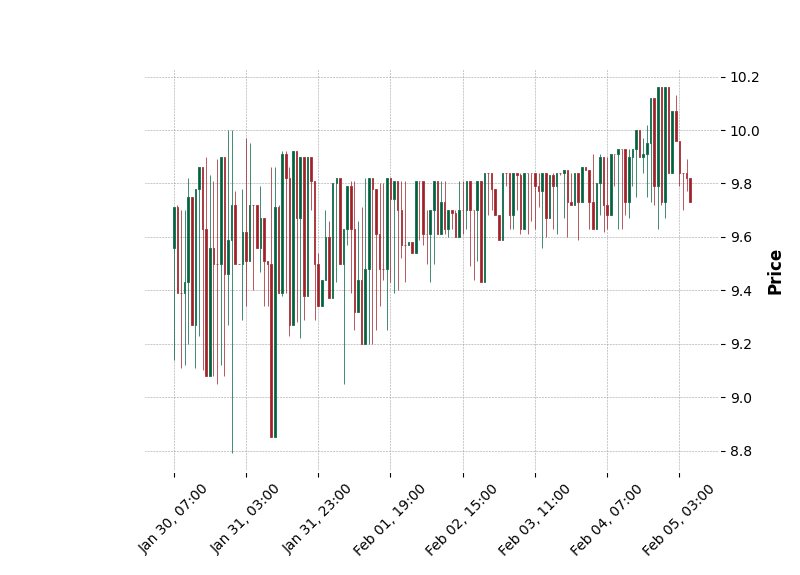 10.2
10.0
9.8
9.6
9.4
9.2
9.0
8.8
Price
Jan 30, 07:00
Jan 31, 03:00
Jan 31, 23:00
Feb 01, 19:00
Feb 02, 15:00
Feb 03, 11:00
Feb 04, 07:00
Feb 05, 03:00